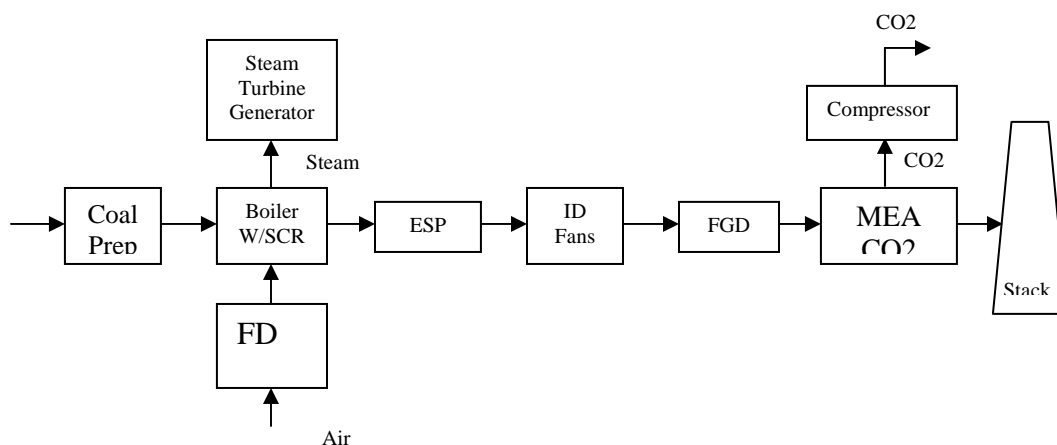 CO2
Steam
Turbine
Generator
Compressor
Steam
CO2
Coal
Prep
Boiler
W/SCR
ESP
ID
Fans
FGD
MEA
CO2
Stack
FD
Air